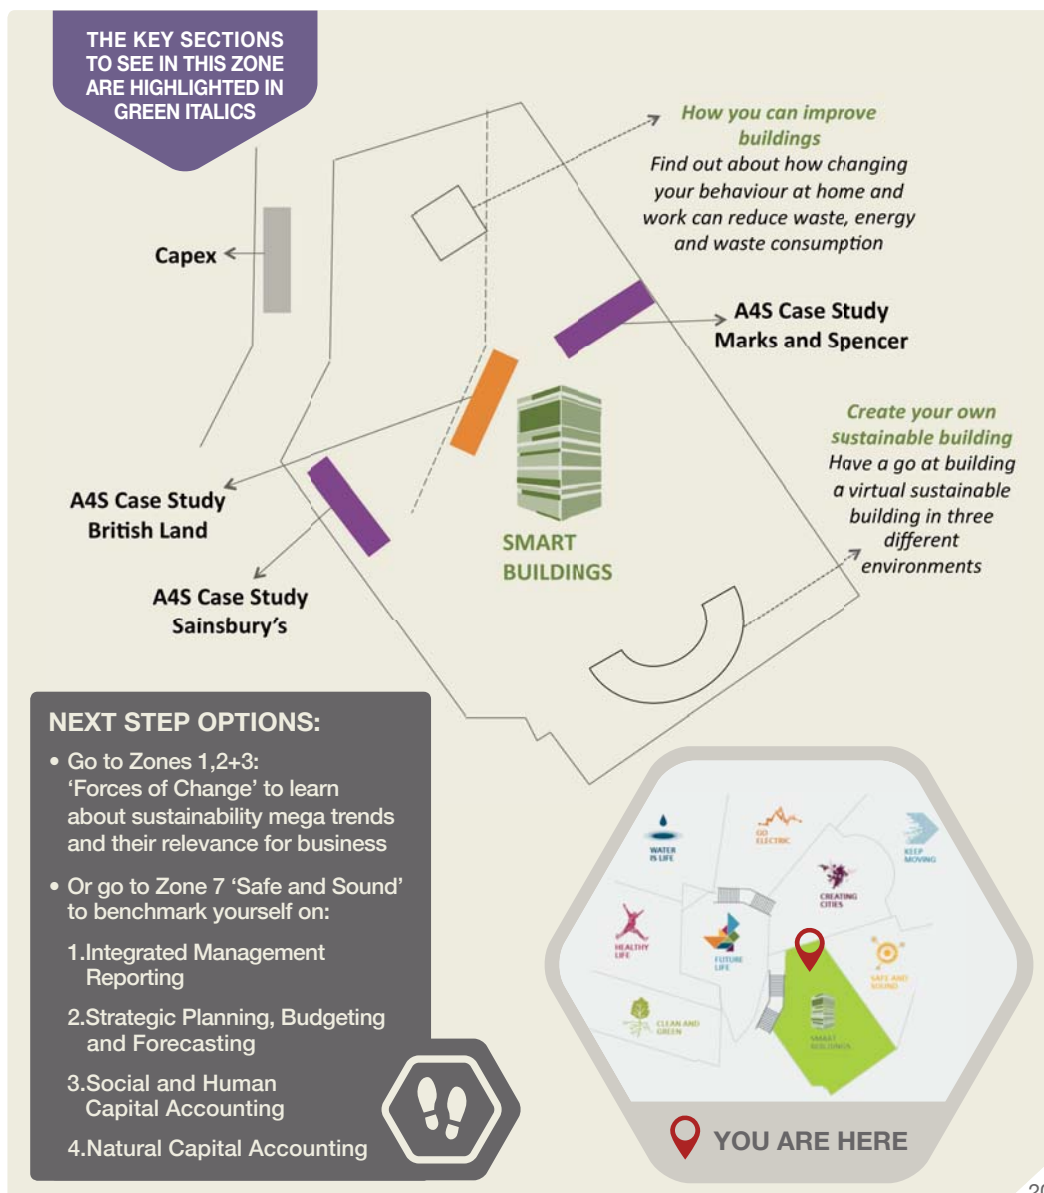 THE KEY SECTIONS
TO SEE IN THIS ZONE
ARE HIGHLIGHTED IN
GREEN ITALICS
How you can improve
buildings
Find out about how changing
your behaviour at home and
work can reduce waste, energy
and waste consumption
Capex
A4S Case Study
Marks and Spencer
Create your own
sustainable building
Have a go at building
a virtual sustainable
building in three
different
environments
A4S Case Study
British Land
SMART
BUILDINGS
A4S Case Study
Sainsbury's
NEXT STEP OPTIONS:
• Go to Zones 1,2+3:
'Forces of Change' to learn
about sustainability mega trends
and their relevance for business
• Or go to Zone 7 'Safe and Sound'
to benchmark yourself on:
1.Integrated Management
Reporting
2.Strategic Planning, Budgeting
and Forecasting
3.Social and Human
Capital Accounting
4.Natural Capital Accounting
WATER
IS LIFE
GO
ELECTRIC
KEEP
MOVING
CREATING
CITIES
HEALTHY
LIFE
FUTURE
LIFE
SAFE AND
SOUND
CLEAN AND
GREEN
SMART
BUILDINGS
YOU ARE HERE